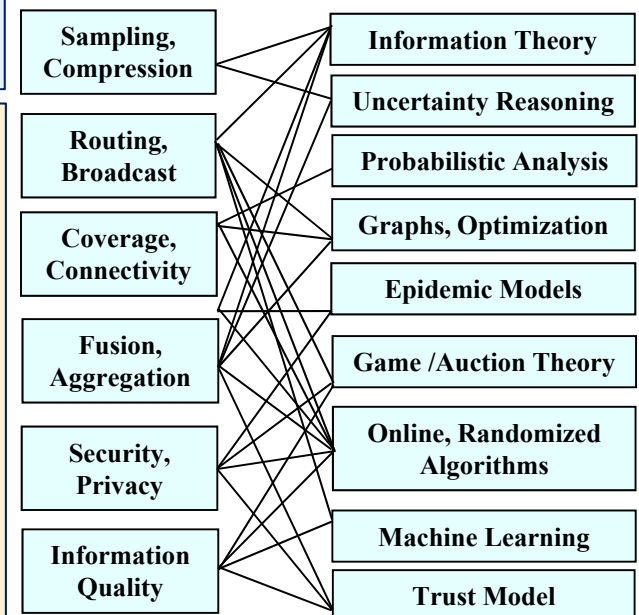 Sampling,
Compression
Routing,
Broadcast
Coverage,
Connectivity
Fusion,
Aggregation
Security,
Privacy
Information
Quality
Information Theory
Uncertainty Reasoning
Probabilistic Analysis
Graphs, Optimization
Epidemic Models
Game /Auction Theory
Online, Randomized
Algorithms
Machine Learning
Trust Model